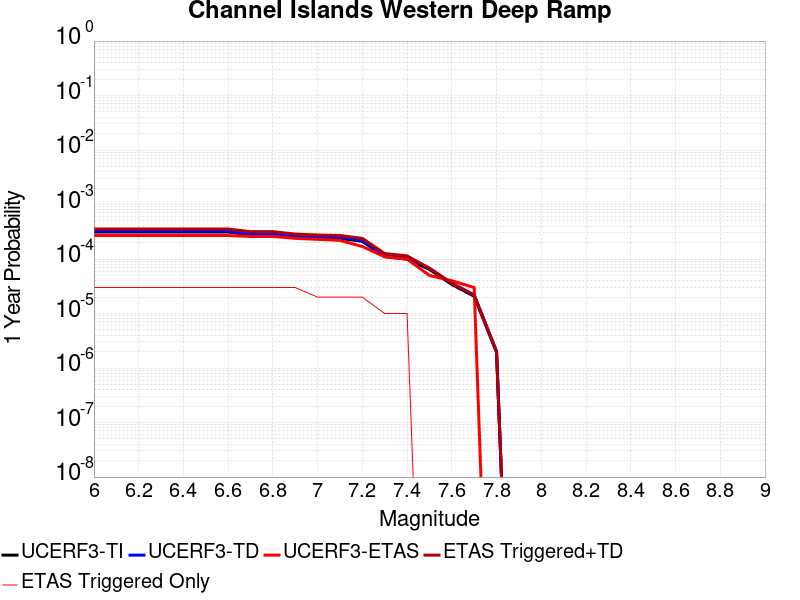 Channel Islands Western Deep Ramp
1 Year Probability
10^0
10^-1
10^-2
10^-3
10^-4
10^-5
10^-6
10^-7
10^-8
6 6.2 6.4 6.6 6.8 7 7.2 7.4 7.6 7.8 8 8.2 8.4 8.6 8.8 9
Magnitude
UCERF3-TI UCERF3-TD UCERF3-ETAS ETAS Triggered+TD
ETAS Triggered Only